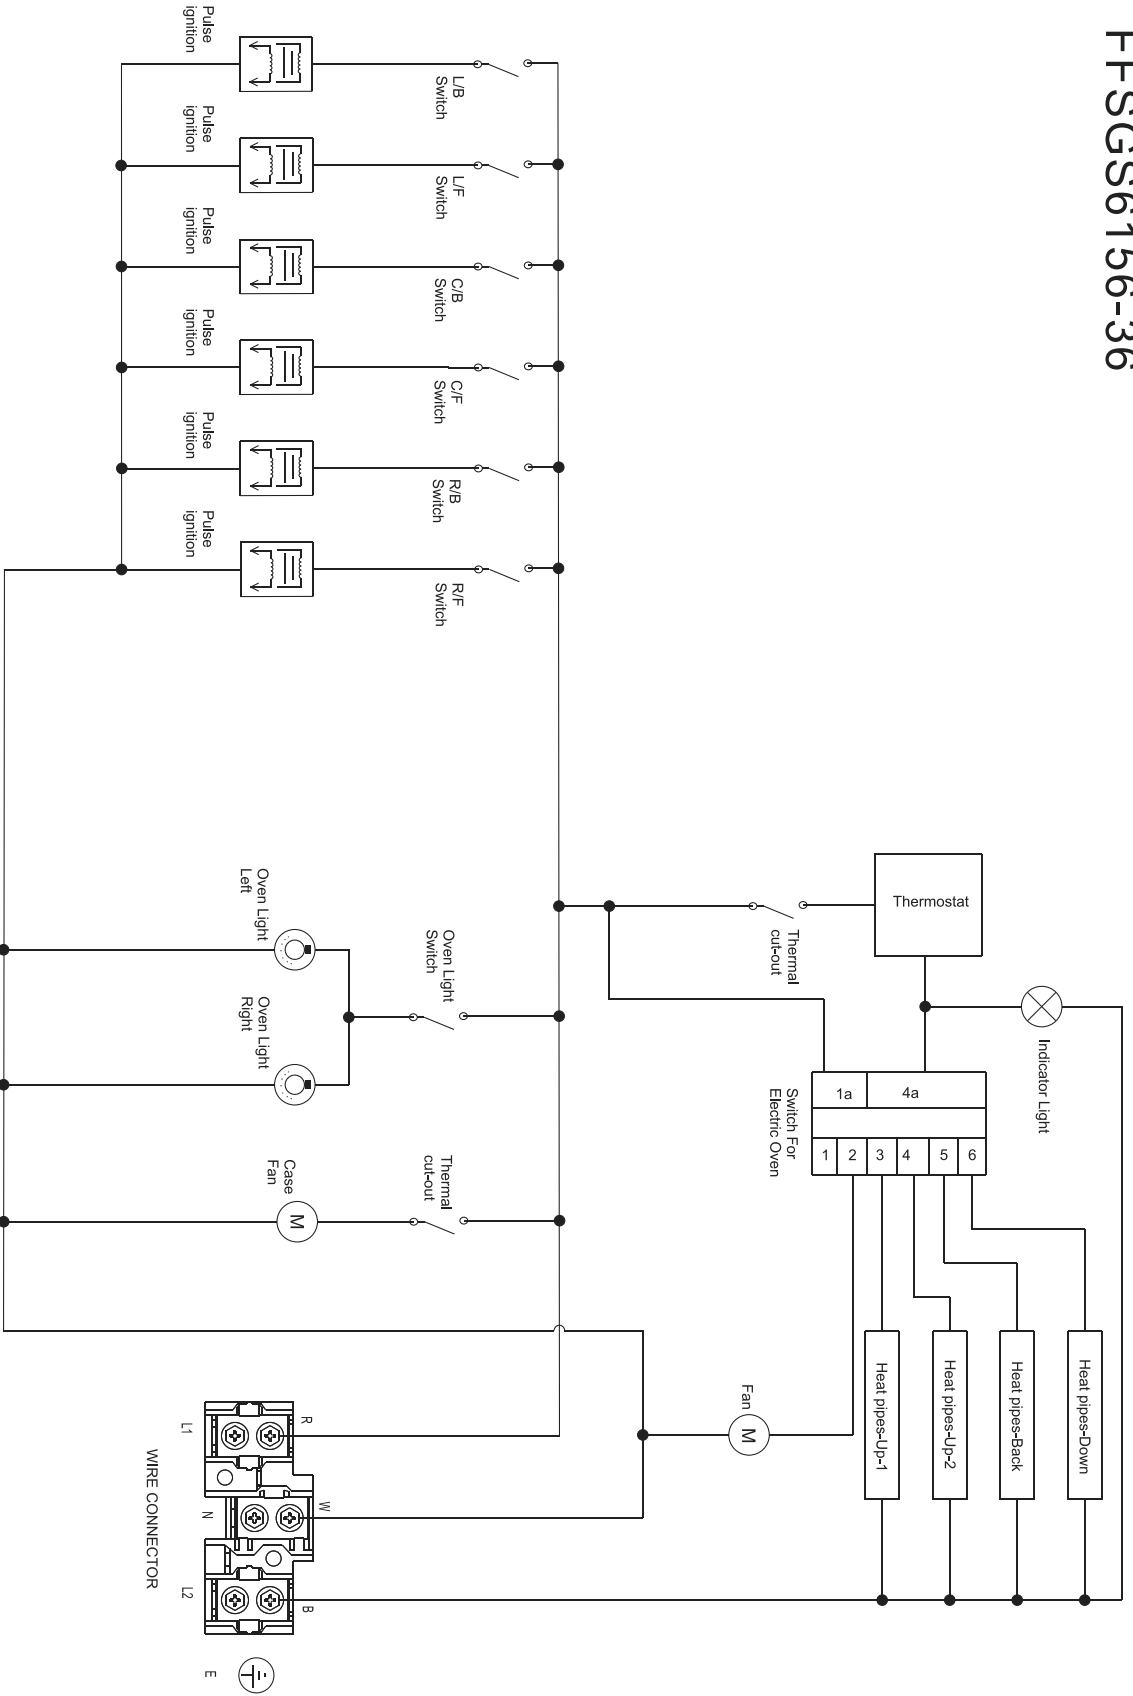 FFSGS6156-36
Pulse
ignition
L/B
Switch
Pulse
ignition
L/F
Switch
Pulse
ignition
C/B
Switch
Pulse
ignition
C/F
Switch
Pulse
ignition
R/B
Switch
Pulse
ignition
R/F
Switch
Thermostat
Thermal
cut-out
Indicator Light
1a
4a
Switch For
Electric Oven
1
2
3
4
5
6
Oven Light
Left
Oven Light
Right
Oven Light
Switch
Case
Fan
M
Thermal
cut-out
Fan
M
Heat pipes-Up-1
Heat pipes-Up-2
Heat pipes-Back
Heat pipes-Down
R
L1
W
N
B
L2
WIRE CONNECTOR
E